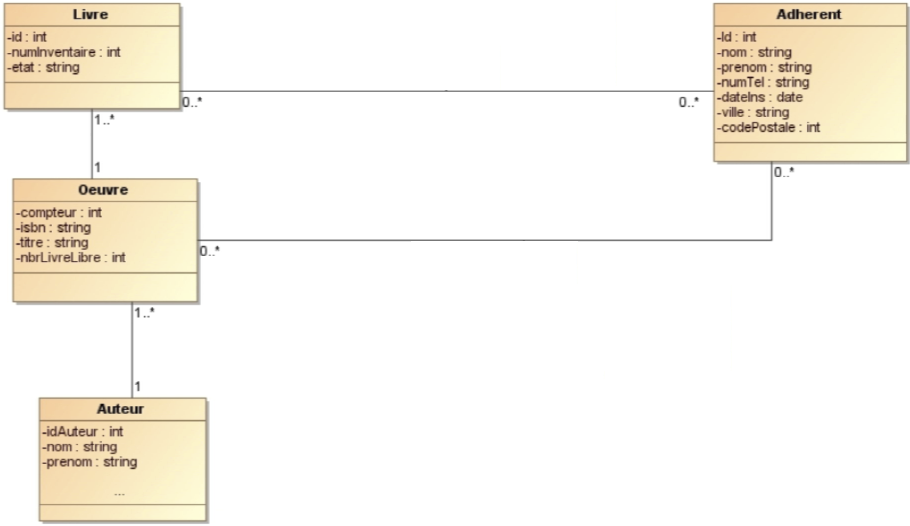 Livre
-id : int
-numInventaire : int
-etat : string
0..*
1..*
Adherent
-Id : int
-nom : string
-prenom : string
-numTel : string
-dateIns : date
-ville : string
-codePostale : int
0..*
0..*
1
Oeuvre
-compteur : int
-isbn : string
-titre : string
-nbrLivreLibre : int
0..*
1..*
1
Auteur
-idAuteur : int
-nom : string
-prenom : string
...